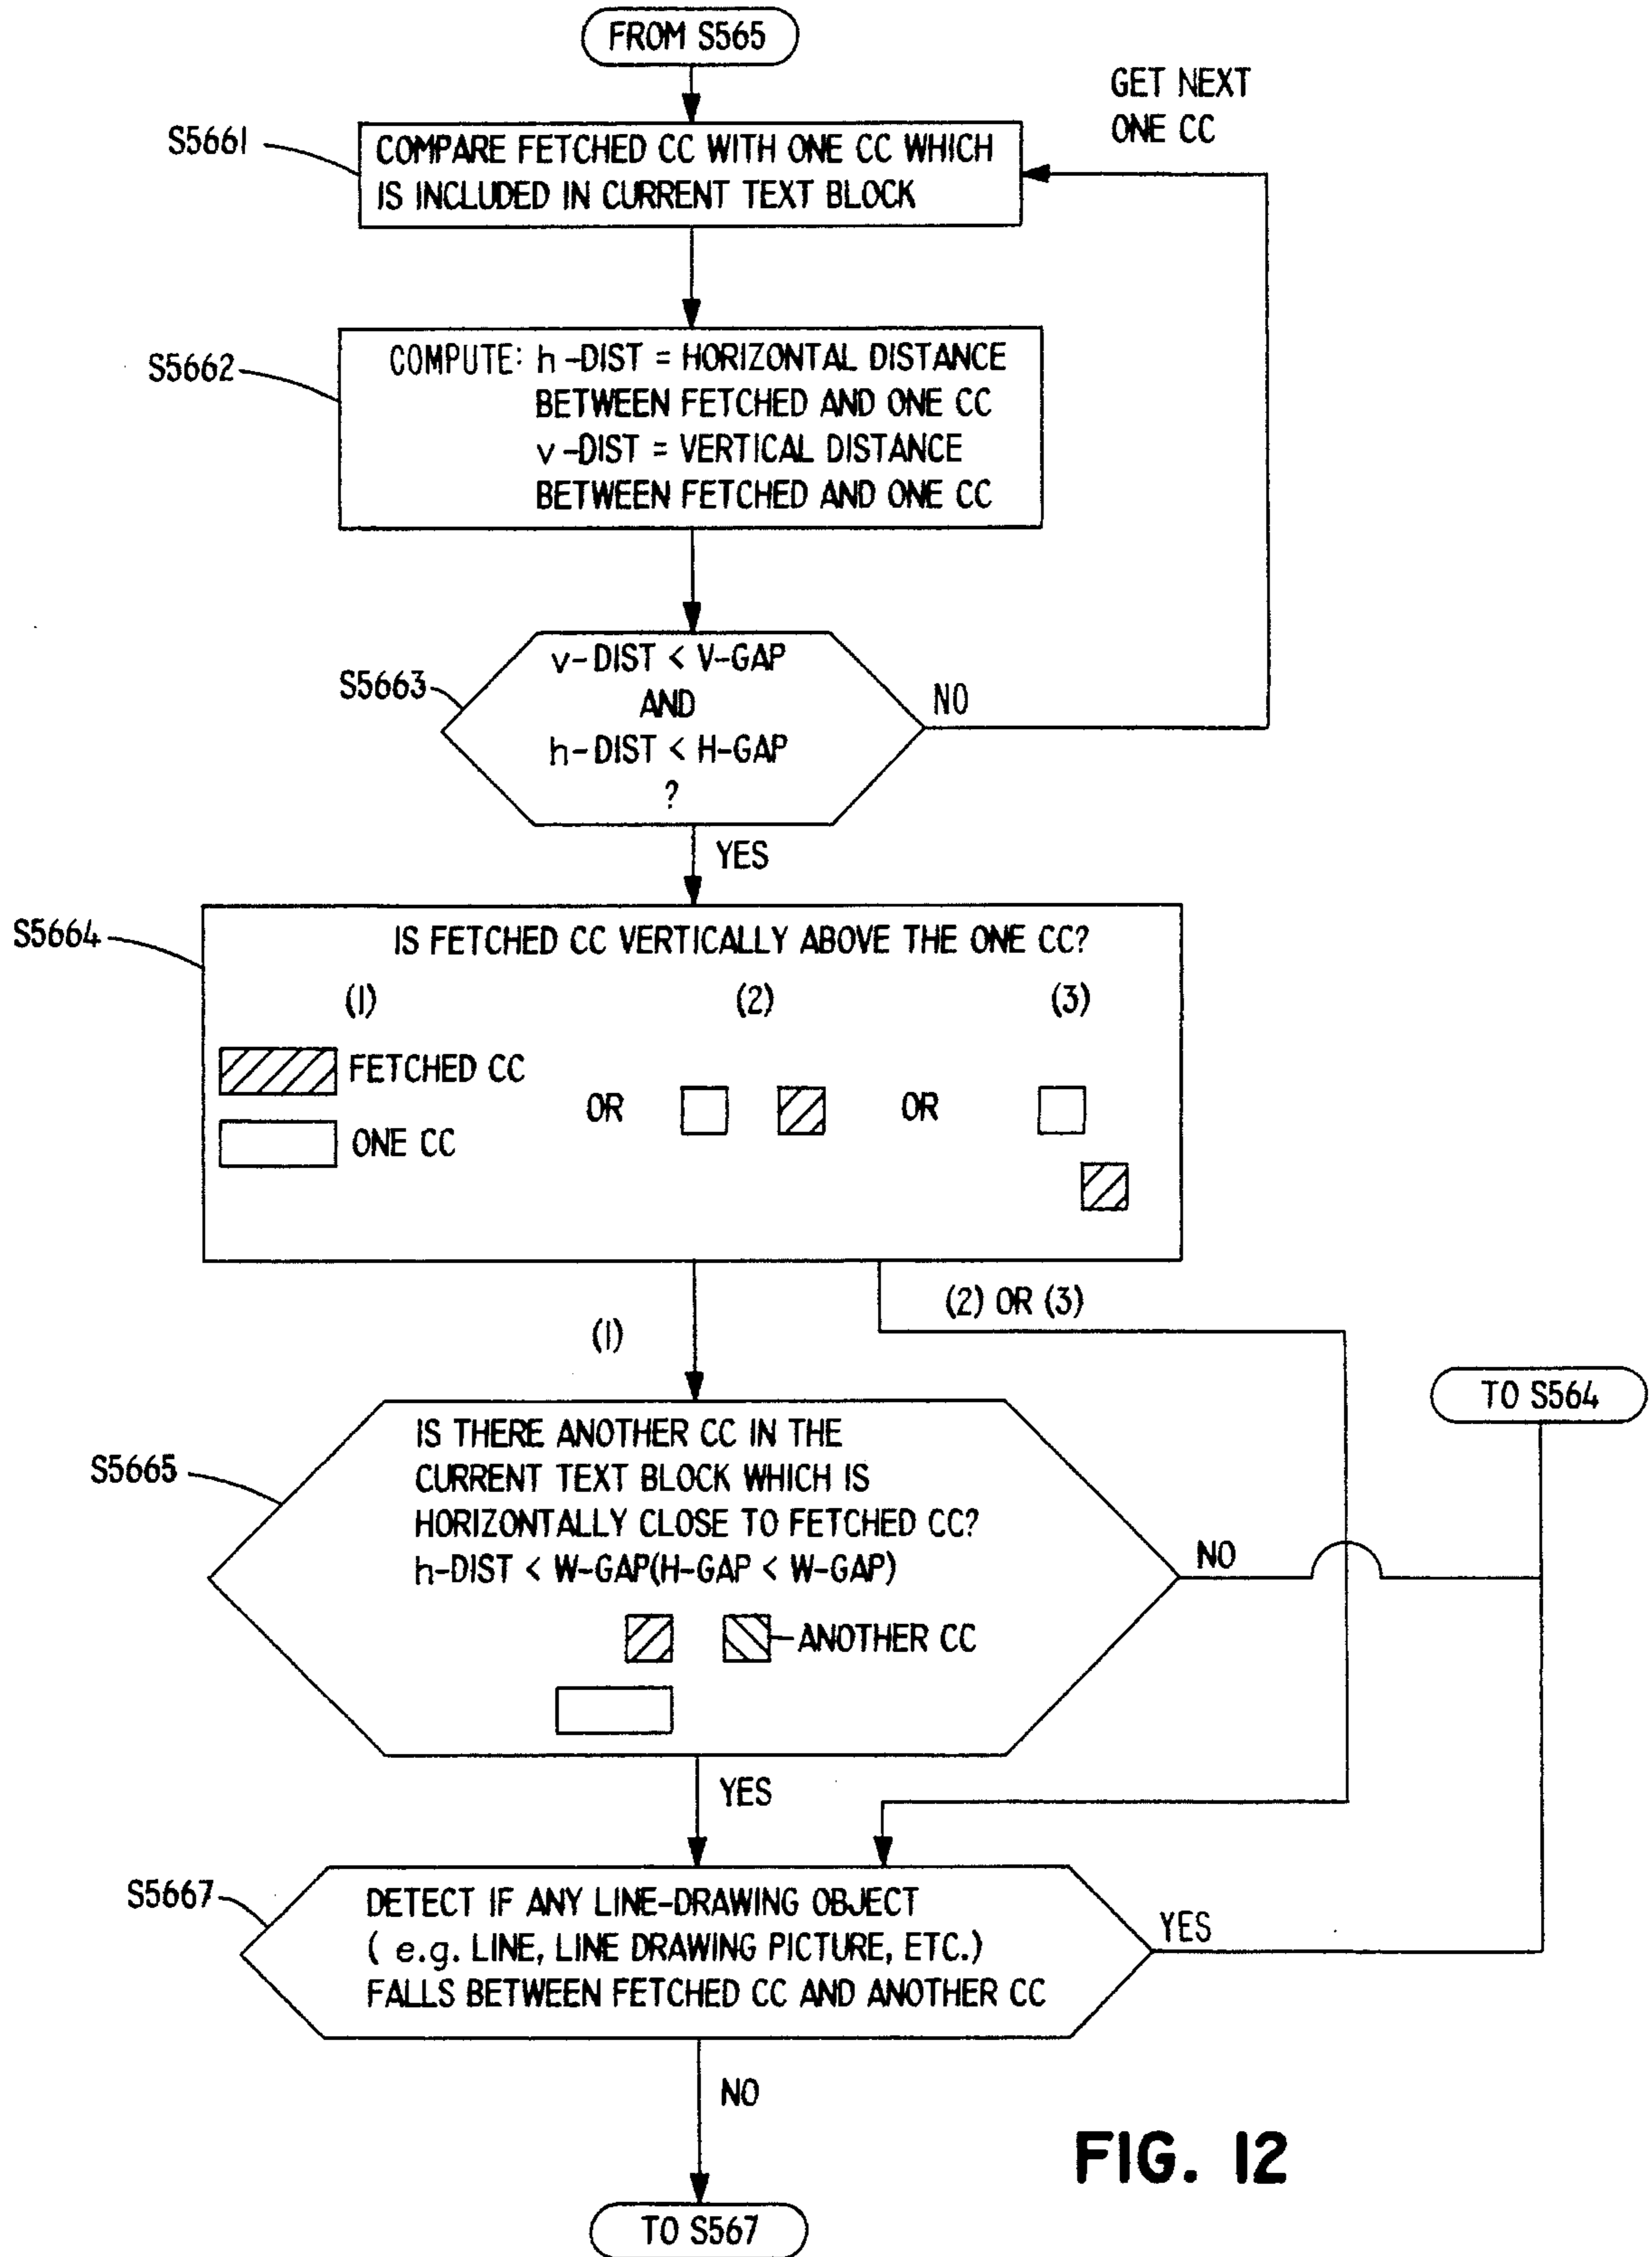 FROM S565
GET NEXT
ONE CC
S5661
COMPARE FETCHED CC WITH ONE CC WHICH
IS INCLUDED IN CURRENT TEXT BLOCK
S5662
COMPUTE: h-DIST = HORIZONTAL DISTANCE
BETWEEN FETCHED AND ONE CC
v-DIST = VERTICAL DISTANCE
BETWEEN FETCHED AND ONE CC
S5663
v-DIST < V-GAP
AND
h-DIST < H-GAP
?
NO
YES
S5664
IS FETCHED CC VERTICALLY ABOVE THE ONE CC?
(1) (2) (3)
FETCHED CC
OR OR
ONE CC
(2) OR (3)
(1)
TO S564
S5665
IS THERE ANOTHER CC IN THE
CURRENT TEXT BLOCK WHICH IS
HORIZONTALLY CLOSE TO FETCHED CC?
h-DIST < W-GAP(H-GAP < W-GAP)
NO
ANOTHER CC
YES
S5667
DETECT IF ANY LINE-DRAWING OBJECT
( e.g. LINE, LINE DRAWING PICTURE, ETC.)
FALLS BETWEEN FETCHED CC AND ANOTHER CC
YES
NO
FIG. 12
TO S567